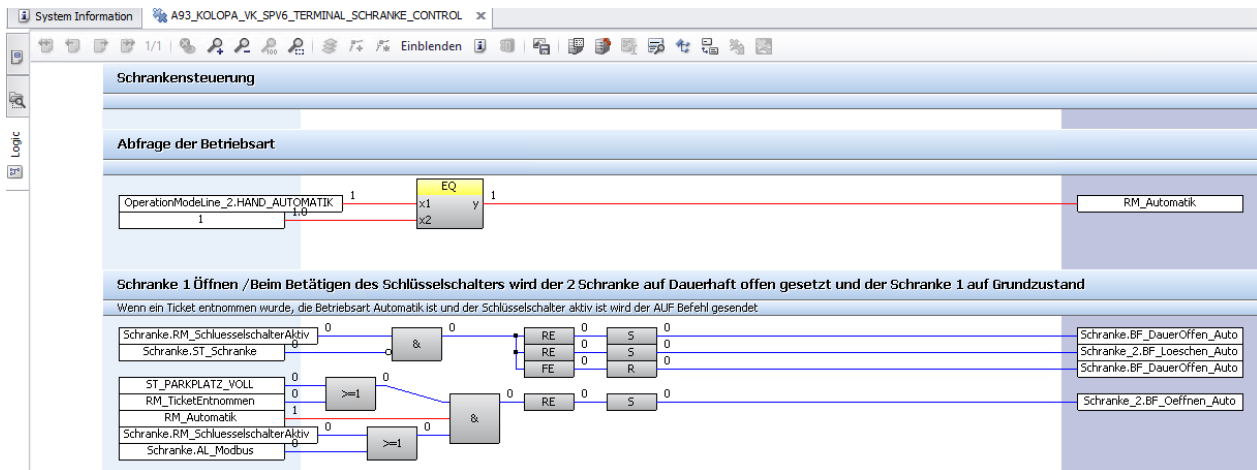 System Information
A93_KOLOPA_VK_SPV6_TERMINAL_SCHRANKE_CONTROL
1/1
Einblenden
Logic
Schrankensteuerung
Abfrage der Betriebsart
EQ
OperationModeLine_2.HAND_AUTOMATIK 1 x1 y 1 RM_Automatik
1 1.0 x2
Schranke 1 Öffnen /Beim Betätigen des Schlüsselschalters wird der 2 Schranke auf Dauerhaft offen gesetzt und der Schranke 1 auf Grundzustand
Wenn ein Ticket entnommen wurde, die Betriebsart Automatik ist und der Schlüsselschalter aktiv ist wird der AUF Befehl gesendet
Schranke.RM_SchluesselschalterAktiv 0 & 0 RE 0 S 0 Schranke.BF_DauerOffen_Auto
Schranke.ST_Schranke 0 RE 0 S 0 Schranke_2.BF_Loeschen_Auto
FE 0 R 0 Schranke.BF_DauerOffen_Auto
ST_PARKPLATZ_VOLL 0 >=1 0
RM_TicketEntnommen 0 & 0 RE 0 S 0 Schranke_2.BF_Oeffnen_Auto
RM_Automatik 1
Schranke.RM_SchluesselschalterAktiv 0 >=1 0
Schranke.AL_Modbus 0